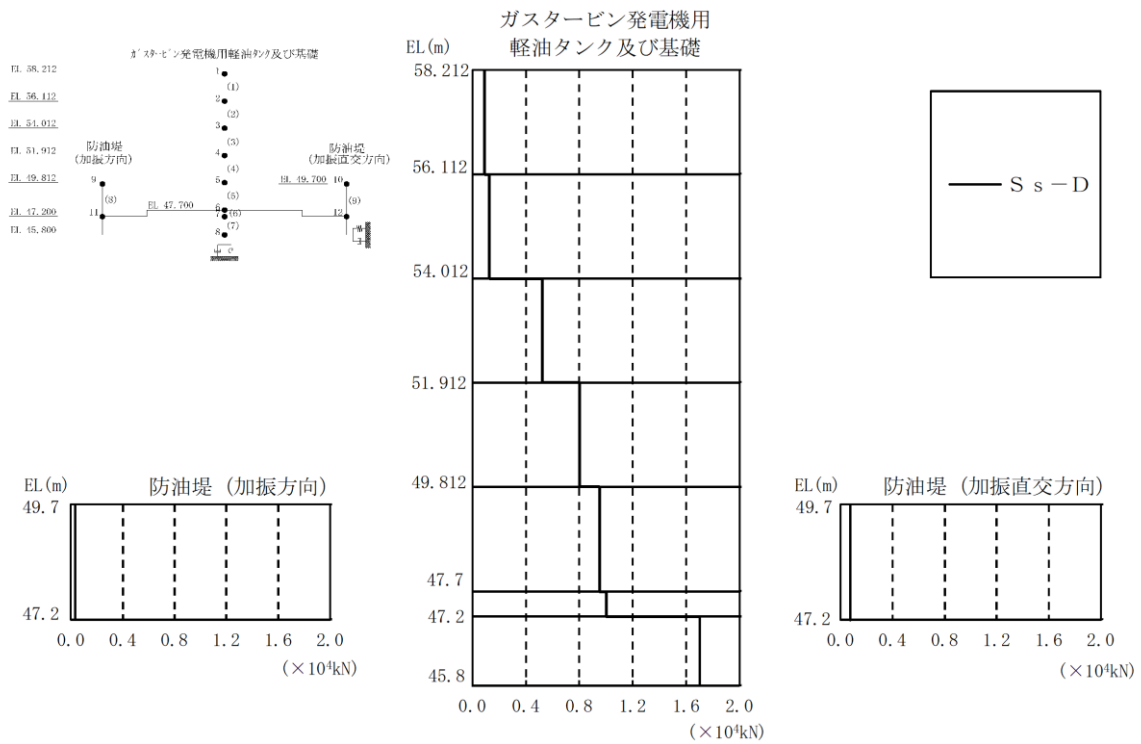 ガスタービン発電機用軽油タンク及び基礎
EL 58.212
EL 56.112
EL 54.012
EL 51.912
EL 49.812
EL 47.200
EL 45.800
1
(1)
2
(2)
3
(3)
4
(4)
5
(5)
6
7
(6)
(7)
8
防油堤
(加振方向)
9
(8)
11
EL 47.700
防油堤
(加振直交方向)
EL 49.700
10
(9)
12
ガスタービン発電機用
軽油タンク及び基礎
EL(m)
58.212
56.112
54.012
51.912
49.812
47.7
47.2
45.8
0.0 0.4 0.8 1.2 1.6 2.0
(×10⁴kN)
Ss-D
EL(m) 防油堤 (加振方向)
49.7
47.2
0.0 0.4 0.8 1.2 1.6 2.0
(×10⁴kN)
EL(m) 防油堤 (加振直交方向)
49.7
47.2
0.0 0.4 0.8 1.2 1.6 2.0
(×10⁴kN)